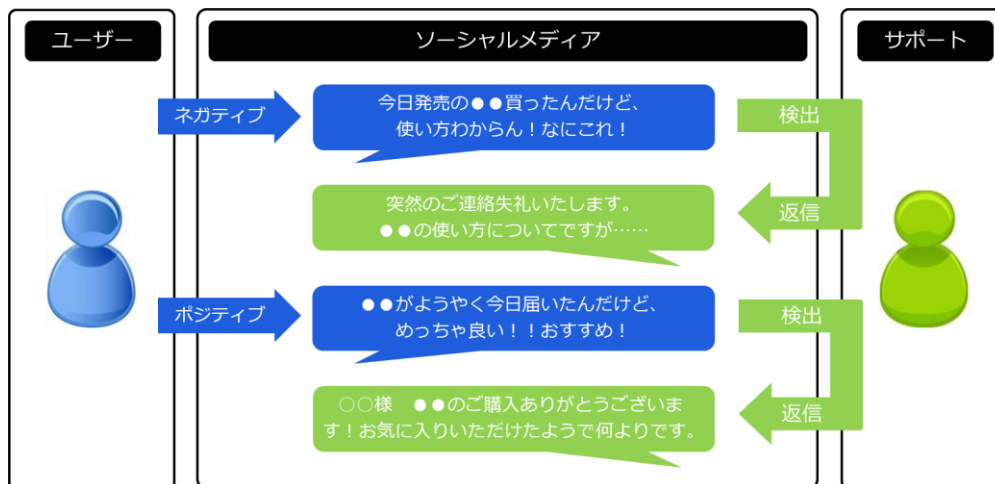 ユーザー
ソーシャルメディア
サポート
ネガティブ
今日発売の●●買ったんだけど、
使い方わからん！なにこれ！
検出
突然のご連絡失礼いたします。
●●の使い方についてですが……
返信
ポジティブ
●●がようやく今日届いたんだけど、
めっちゃ良い！！おすすめ！
検出
○○様　●●のご購入ありがとうございま
す！お気に入りいただけたようで何よりです。
返信